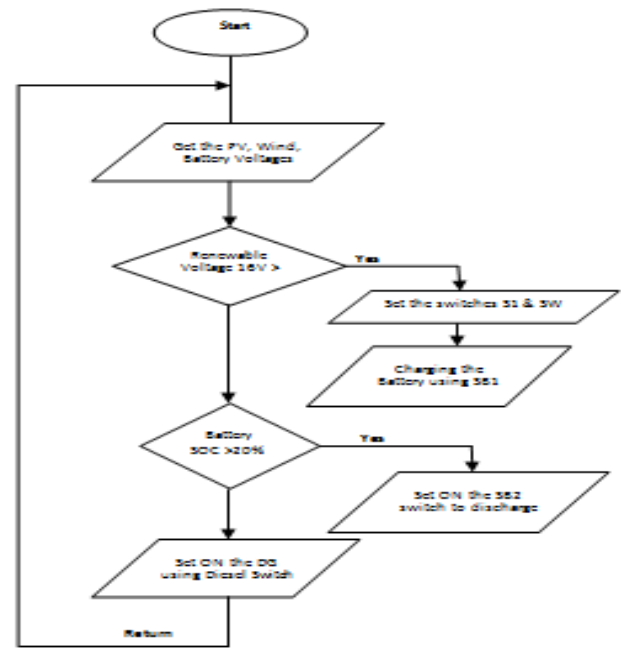 Start
Get the PV, Wind,
Battery Voltages
Renewable
Voltage 16V >
Yes
Set the switches S1 & SW
Charging the
Battery using SB1
Battery
SOC >20%
Yes
Set ON the SB2
switch to discharge
Set ON the DG
using Diesel Switch
Return